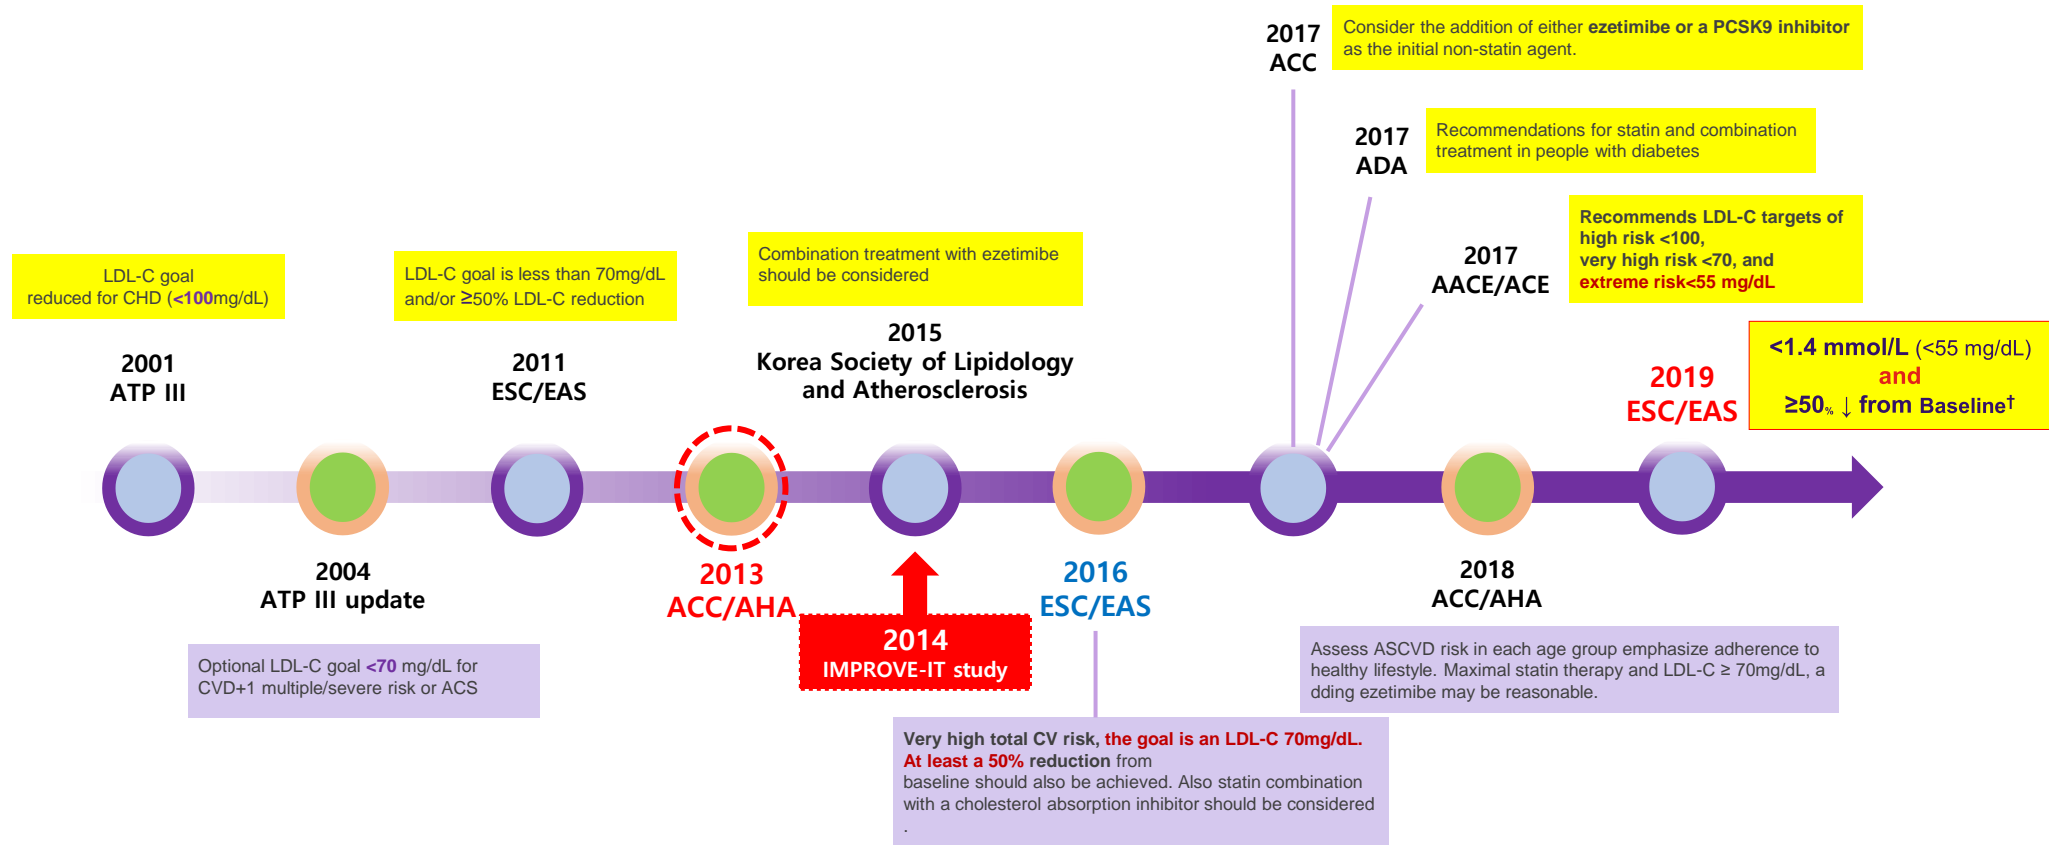 2017
ACC
Consider the addition of either ezetimibe or a PCSK9 inhibitor
as the initial non-statin agent.
2017
ADA
Recommendations for statin and combination
treatment in people with diabetes
2017
AACE/ACE
Recommends LDL-C targets of
high risk <100,
very high risk <70, and
extreme risk<55 mg/dL
LDL-C goal
reduced for CHD (<100mg/dL)
2001
ATP III
LDL-C goal is less than 70mg/dL
and/or ≥50% LDL-C reduction
2011
ESC/EAS
Combination treatment with ezetimibe
should be considered
2015
Korea Society of Lipidology
and Atherosclerosis
2019
ESC/EAS
<1.4 mmol/L (<55 mg/dL)
and
≥50% ↓ from Baseline†
2004
ATP III update
Optional LDL-C goal <70 mg/dL for
CVD+1 multiple/severe risk or ACS
2013
ACC/AHA
2014
IMPROVE-IT study
2016
ESC/EAS
Very high total CV risk, the goal is an LDL-C 70mg/dL.
At least a 50% reduction from
baseline should also be achieved. Also statin combination
with a cholesterol absorption inhibitor should be considered
.
2018
ACC/AHA
Assess ASCVD risk in each age group emphasize adherence to
healthy lifestyle. Maximal statin therapy and LDL-C ≥ 70mg/dL, a
dding ezetimibe may be reasonable.